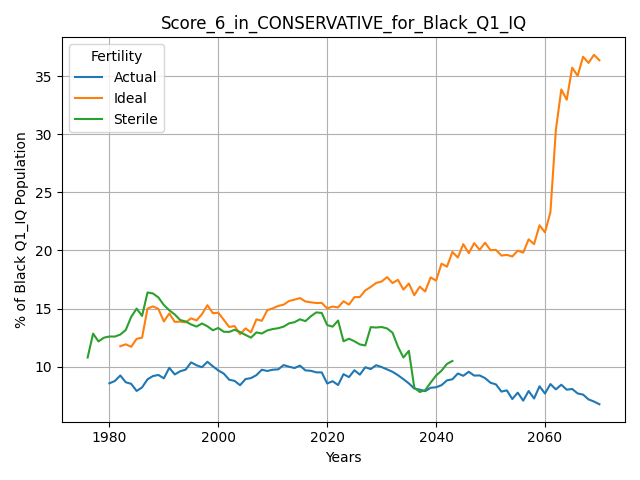 Score_6_in_CONSERVATIVE_for_Black_Q1_IQ
Fertility
Actual
Ideal
Sterile
% of Black Q1_IQ Population
35
30
25
20
15
10
1980
2000
2020
2040
2060
Years